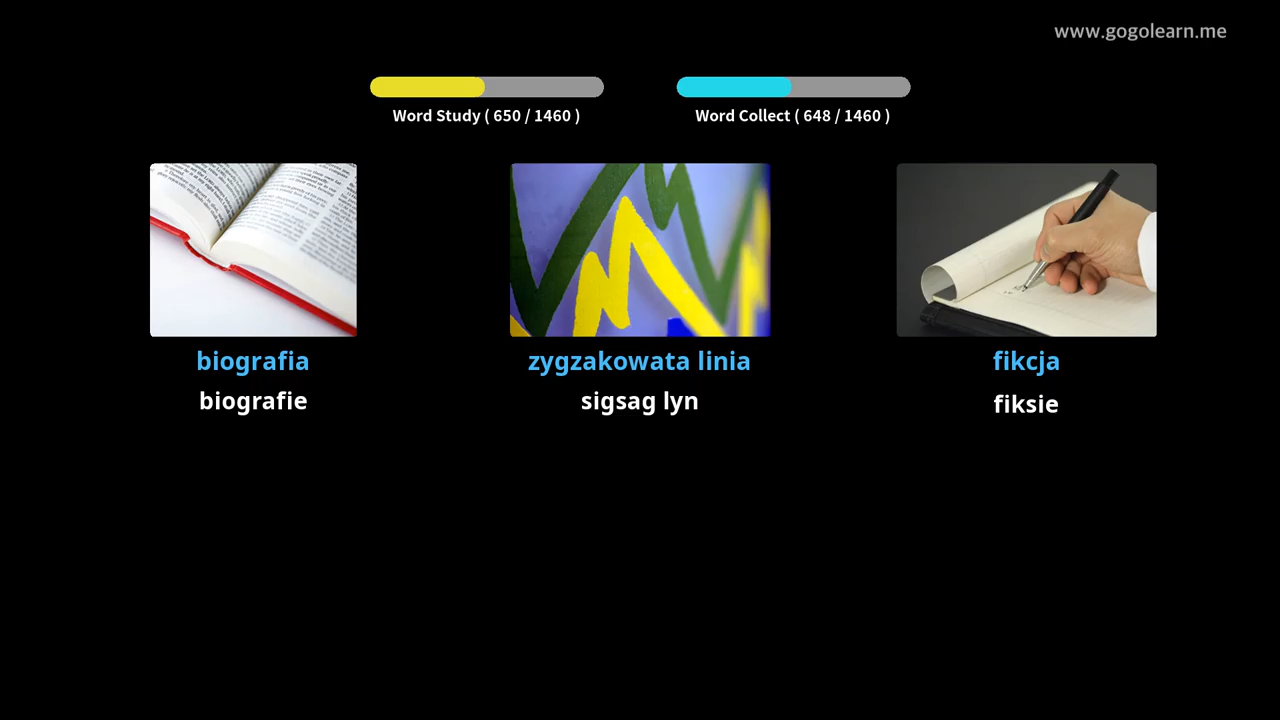 www.gogolearn.me
Word Study ( 650 / 1460 )
Word Collect ( 648 / 1460 )
biografia
zygzakowata linia
fikcja
biografie
sigsag lyn
fiksie